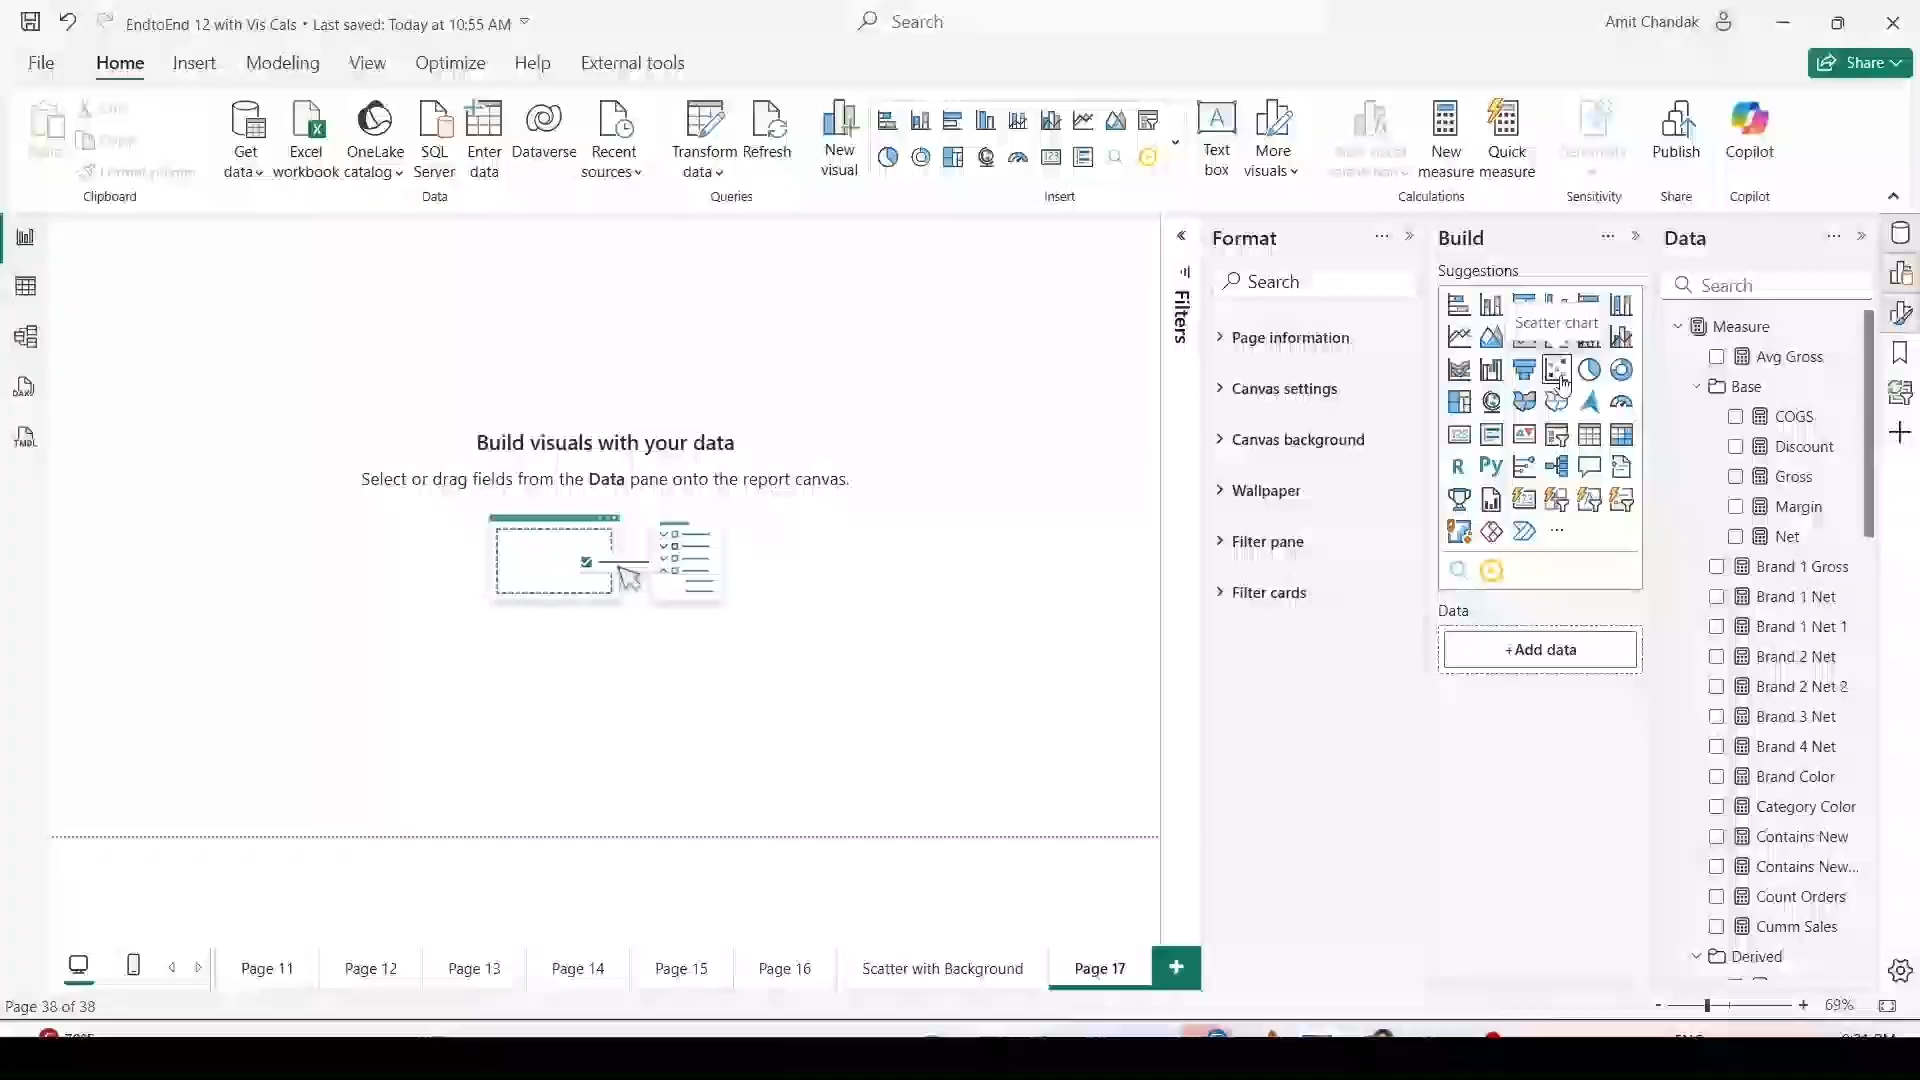 EndtoEnd 12 with Vis Cals • Last saved: Today at 10:55 AM
Search
Amit Chandak
File
Home
Insert
Modeling
View
Optimize
Help
External tools
Share
Get data
Excel workbook
OneLake catalog
SQL Server
Enter data
Dataverse
Recent sources
Transform data
Refresh
New visual
Text box
More visuals
New measure
Quick measure
Publish
Copilot
Clipboard
Data
Queries
Insert
Calculations
Sensitivity
Share
Copilot
Filters
Format
Search
Page information
Canvas settings
Canvas background
Wallpaper
Filter pane
Filter cards
Build
Suggestions
Scatter chart
R
Py
Data
+Add data
Data
Search
Measure
Avg Gross
Base
COGS
Discount
Gross
Margin
Net
Brand 1 Gross
Brand 1 Net
Brand 1 Net 1
Brand 2 Net
Brand 2 Net 2
Brand 3 Net
Brand 4 Net
Brand Color
Category Color
Contains New
Contains New...
Count Orders
Cumm Sales
Derived
DAX
TMDL
Build visuals with your data
Select or drag fields from the Data pane onto the report canvas.
Page 11
Page 12
Page 13
Page 14
Page 15
Page 16
Scatter with Background
Page 17
+
Page 38 of 38
- + 69%